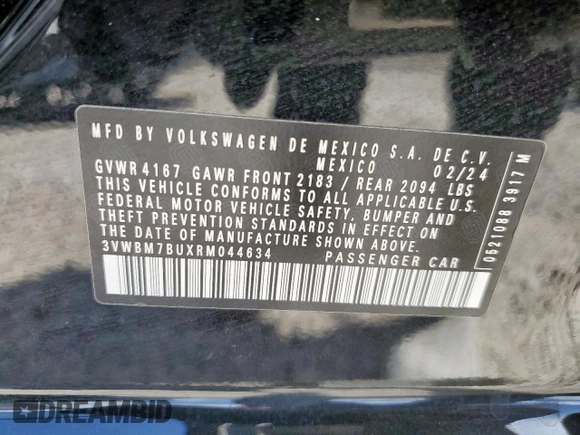 MFD BY VOLKSWAGEN DE MEXICO S.A. DE C.V.
MEXICO 02/24
GVWR 4167 GAWR FRONT 2183 / REAR 2094 LBS
THIS VEHICLE CONFORMS TO ALL APPLICABLE U.S.
FEDERAL MOTOR VEHICLE SAFETY, BUMPER AND
THEFT PREVENTION STANDARDS IN EFFECT ON
THE DATE OF MANUFACTURE SHOWN ABOVE.
3VWBM7BUXRM044634 PASSENGER CAR
0621088 3917 M
DREAMBID